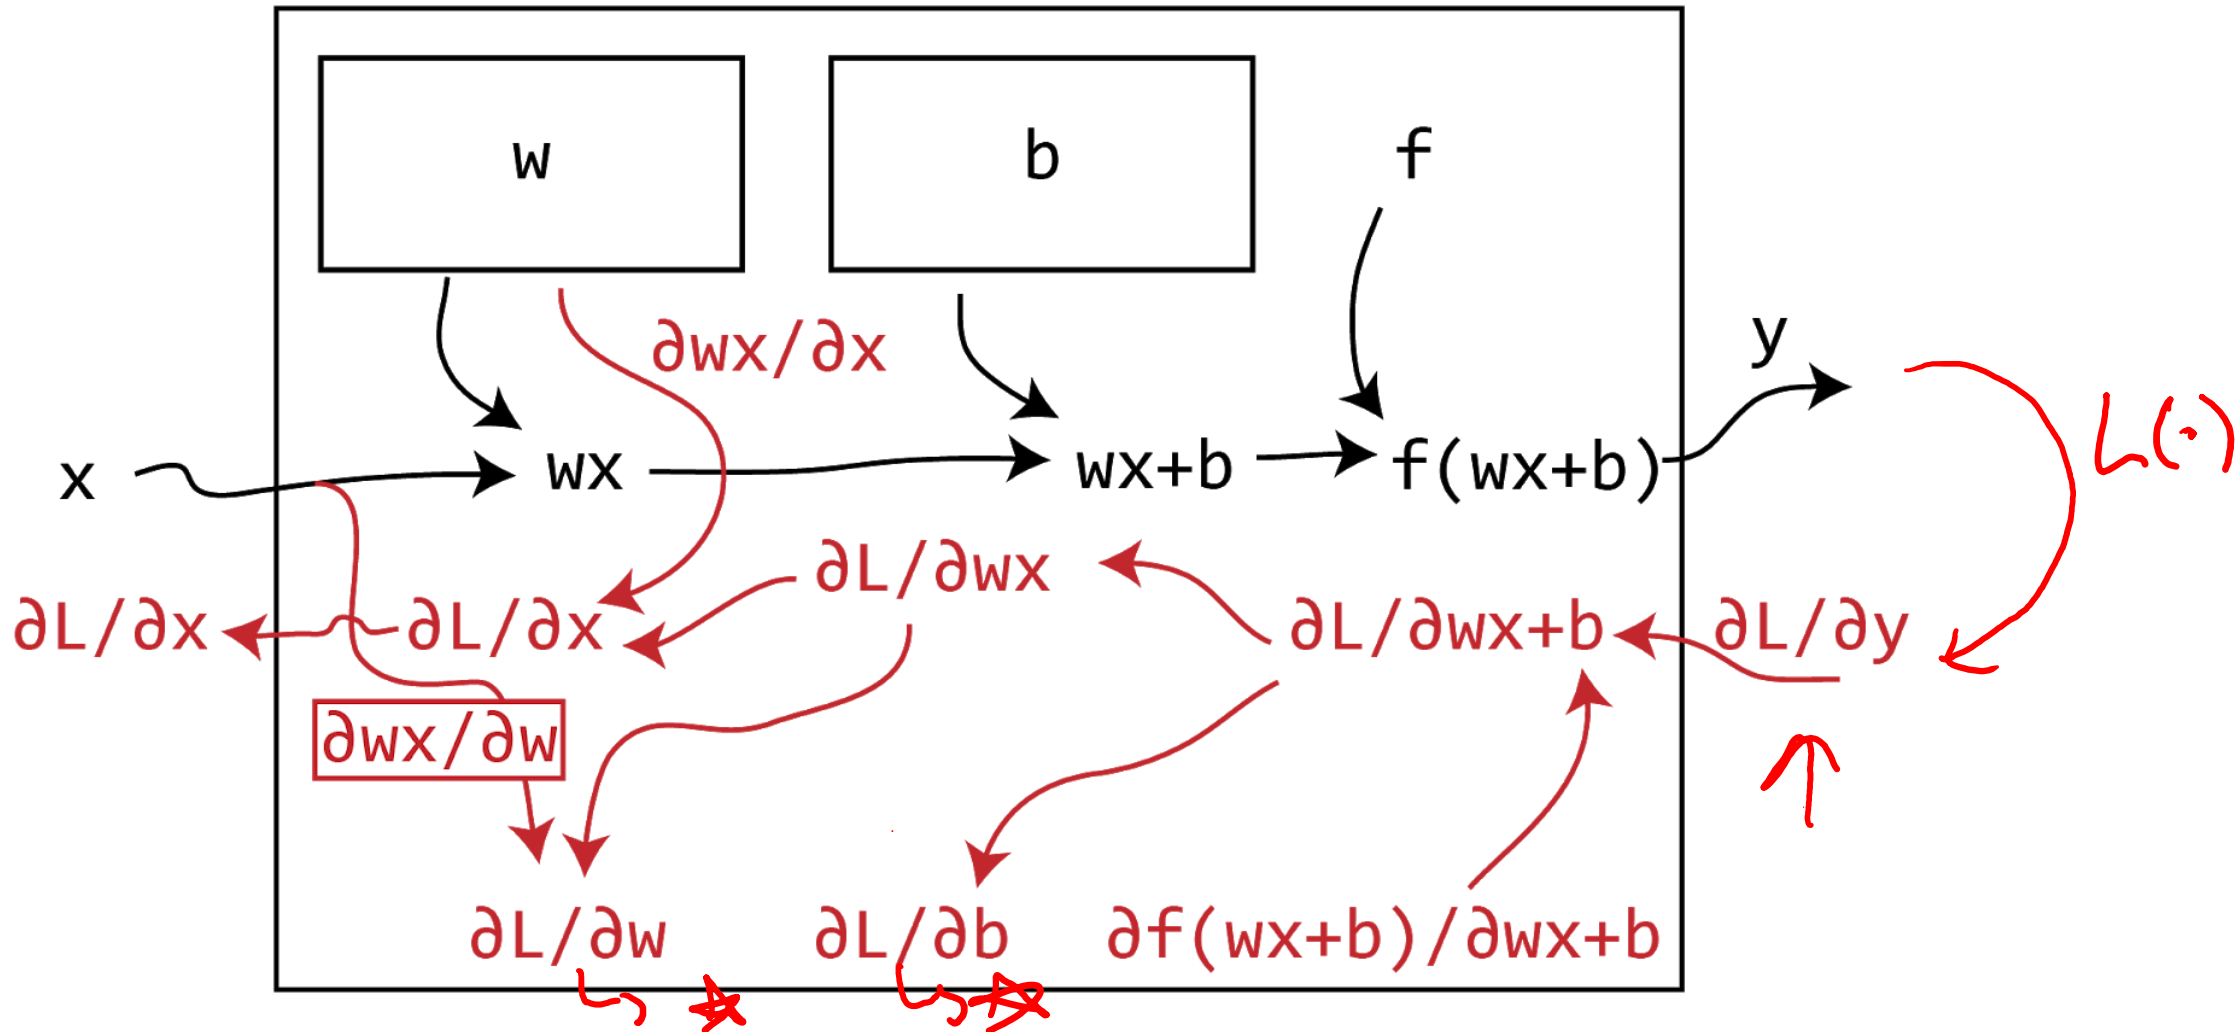 w
b
f
∂wx/∂x
y
x
wx
wx+b
f(wx+b)
L(·)
∂L/∂wx
∂L/∂x
∂L/∂x
∂L/∂wx+b
∂L/∂y
∂wx/∂w
∂L/∂w
∂L/∂b
∂f(wx+b)/∂wx+b